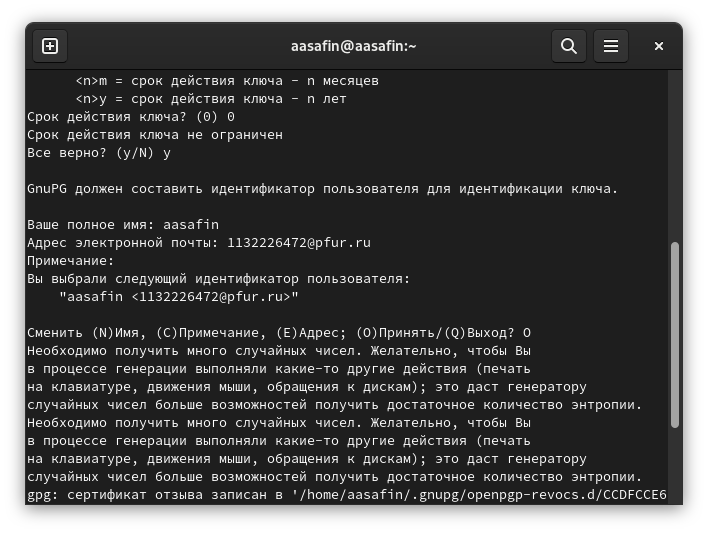 aasafin@aasafin:~
<n>m = срок действия ключа - n месяцев
<n>y = срок действия ключа - n лет
Срок действия ключа? (0) 0
Срок действия ключа не ограничен
Все верно? (y/N) y
GnuPG должен составить идентификатор пользователя для идентификации ключа.
Ваше полное имя: aasafin
Адрес электронной почты: 1132226472@pfur.ru
Примечание:
Вы выбрали следующий идентификатор пользователя:
"aasafin <1132226472@pfur.ru>"
Сменить (N)Имя, (C)Примечание, (E)Адрес; (O)Принять/(Q)Выход? O
Необходимо получить много случайных чисел. Желательно, чтобы Вы
в процессе генерации выполняли какие-то другие действия (печать
на клавиатуре, движения мыши, обращения к дискам); это даст генератору
случайных чисел больше возможностей получить достаточное количество энтропии.
Необходимо получить много случайных чисел. Желательно, чтобы Вы
в процессе генерации выполняли какие-то другие действия (печать
на клавиатуре, движения мыши, обращения к дискам); это даст генератору
случайных чисел больше возможностей получить достаточное количество энтропии.
gpg: сертификат отзыва записан в '/home/aasafin/.gnupg/openpgp-revocs.d/CCDFCCE6